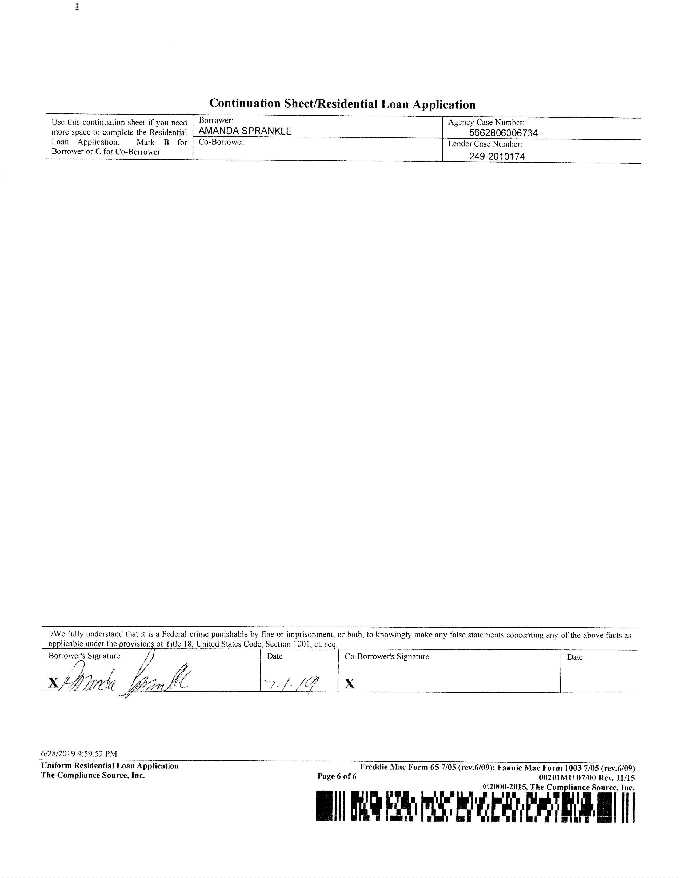 Continuation Sheet/Residential Loan Application
Use this continuation sheet if you need
more space to complete the Residential
Loan Application. Mark B for
Borrower or C for Co-Borrower
Borrower:
AMANDA SPRANKLE
Co-Borrower
Agency Case Number:
5662806006734
Lender Case Number:
249-2010174
I/We fully understand that it is a Federal crime punishable by fine or imprisonment, or both, to knowingly make any false statements concerning any of the above facts as
applicable under the provisions of Title 18, United States Code, Section 1001, et seq
Borrower's Signature
Date
Co-Borrower's Signature
Date
X Amanda Sprankle
7-1-19
X
6/28/2019 4:59:52 PM
Uniform Residential Loan Application
The Compliance Source, Inc.
Page 6 of 6
Freddie Mac Form 65 7/05 (rev.6/09); Fannie Mae Form 1003 7/05 (rev.6/09)
00201MU 07/00 Rev. 11/15
©2000-2015, The Compliance Source, Inc.